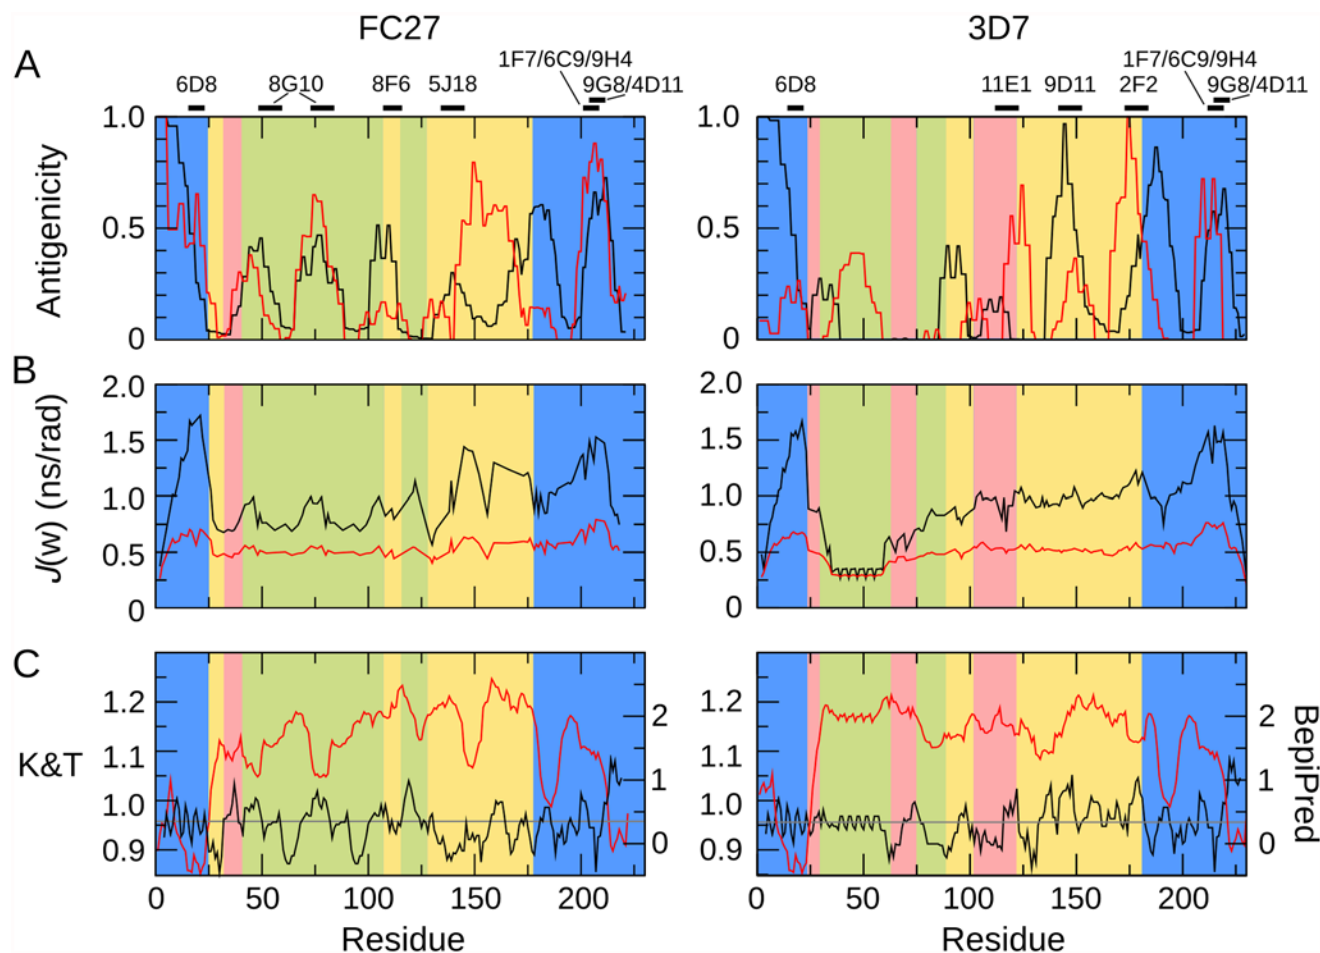 FC27
3D7
A
1F7/6C9/9H4
1F7/6C9/9H4
6D8
8G10
8F6
5J18
9G8/4D11
6D8
11E1
9D11
2F2
9G8/4D11
Antigenicity
1.0
0.5
0
1.0
0.5
0
B
J(w) (ns/rad)
2.0
1.5
1.0
0.5
0
2.0
1.5
1.0
0.5
0
C
K&T
1.2
1.1
1.0
0.9
2
1
0
1.2
1.1
1.0
0.9
2
1
0
BepiPred
0 50 100 150 200
0 50 100 150 200
Residue
Residue